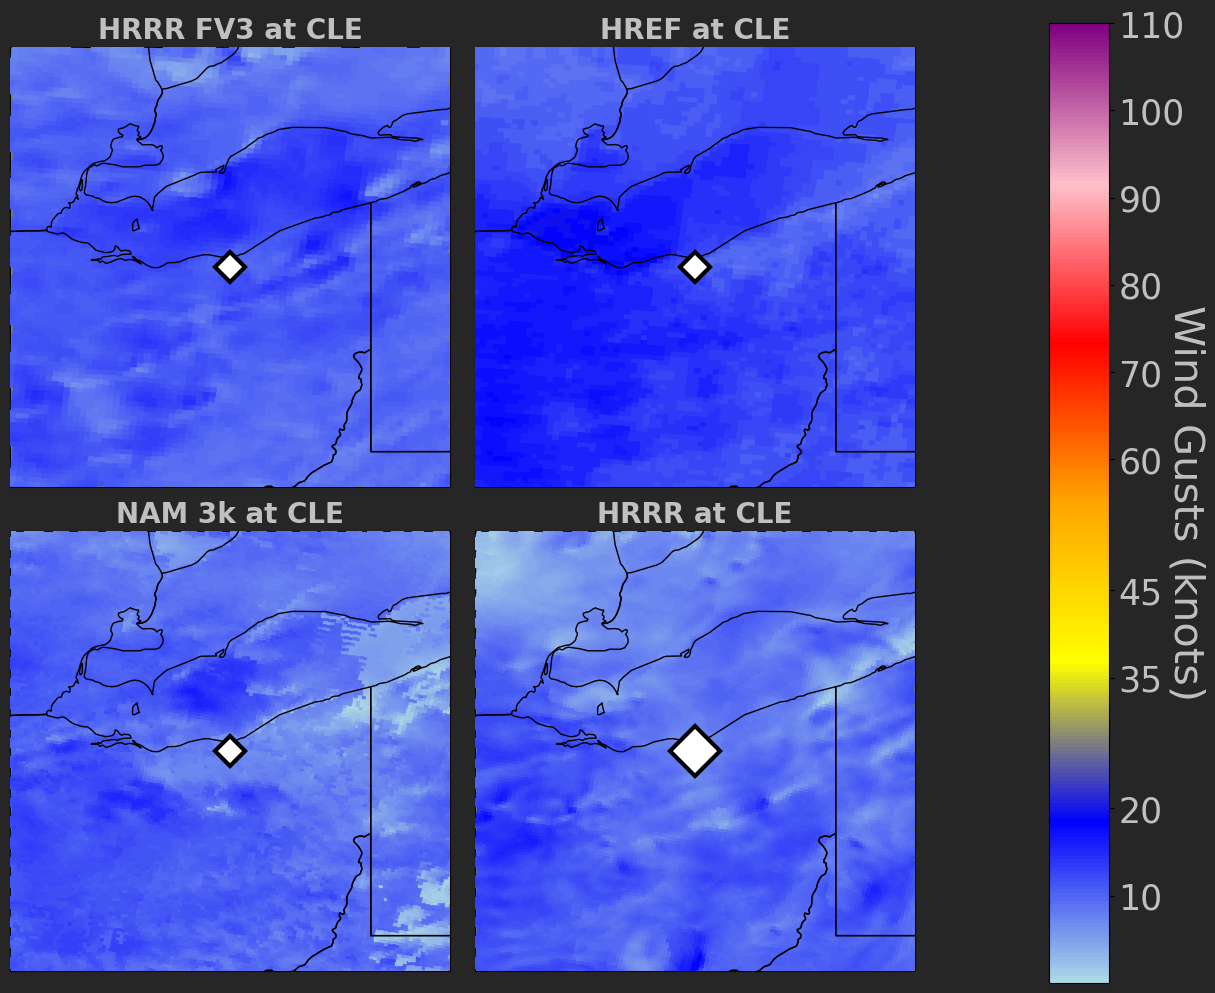 HRRR FV3 at CLE
HREF at CLE
NAM 3k at CLE
HRRR at CLE
110
100
90
80
70
60
45
35
20
10
Wind Gusts (knots)